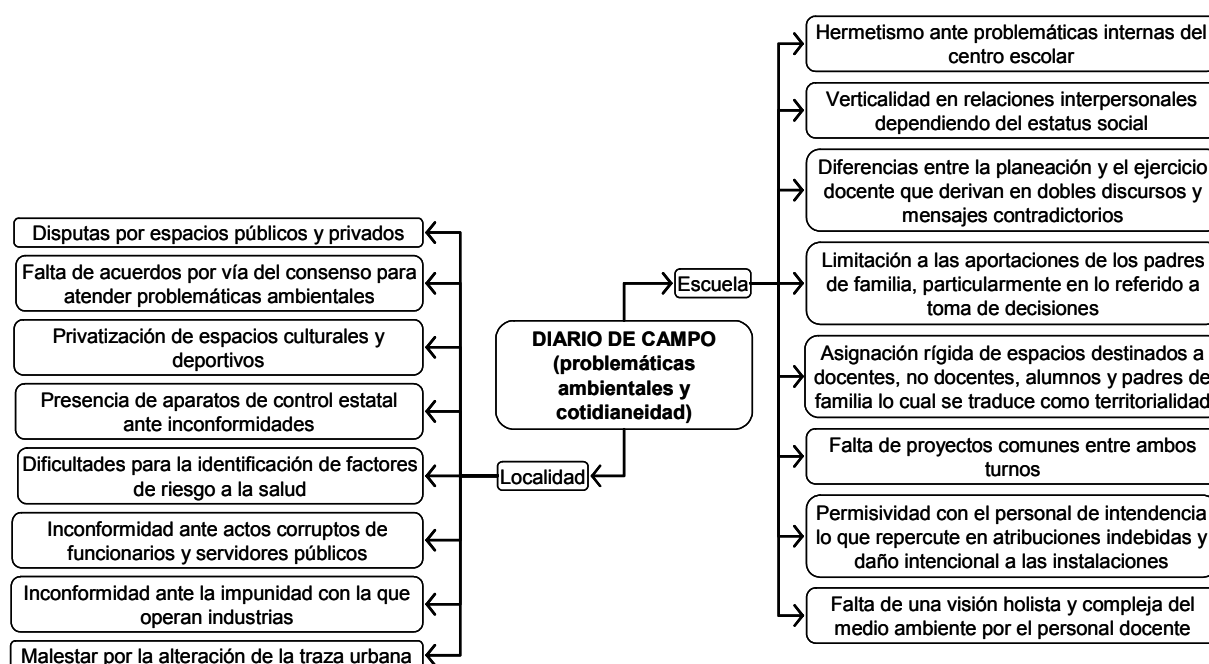 Hermetismo ante problemáticas internas del
centro escolar
Verticalidad en relaciones interpersonales
dependiendo del estatus social
Diferencias entre la planeación y el ejercicio
docente que derivan en dobles discursos y
mensajes contradictorios
Limitación a las aportaciones de los padres
de familia, particularmente en lo referido a
toma de decisiones
Asignación rígida de espacios destinados a
docentes, no docentes, alumnos y padres de
familia lo cual se traduce como territorialidad
Falta de proyectos comunes entre ambos
turnos
Permisividad con el personal de intendencia
lo que repercute en atribuciones indebidas y
daño intencional a las instalaciones
Falta de una visión holista y compleja del
medio ambiente por el personal docente
Escuela
DIARIO DE CAMPO
(problemáticas
ambientales y
cotidianeidad)
Localidad
Disputas por espacios públicos y privados
Falta de acuerdos por vía del consenso para
atender problemáticas ambientales
Privatización de espacios culturales y
deportivos
Presencia de aparatos de control estatal
ante inconformidades
Dificultades para la identificación de factores
de riesgo a la salud
Inconformidad ante actos corruptos de
funcionarios y servidores públicos
Inconformidad ante la impunidad con la que
operan industrias
Malestar por la alteración de la traza urbana